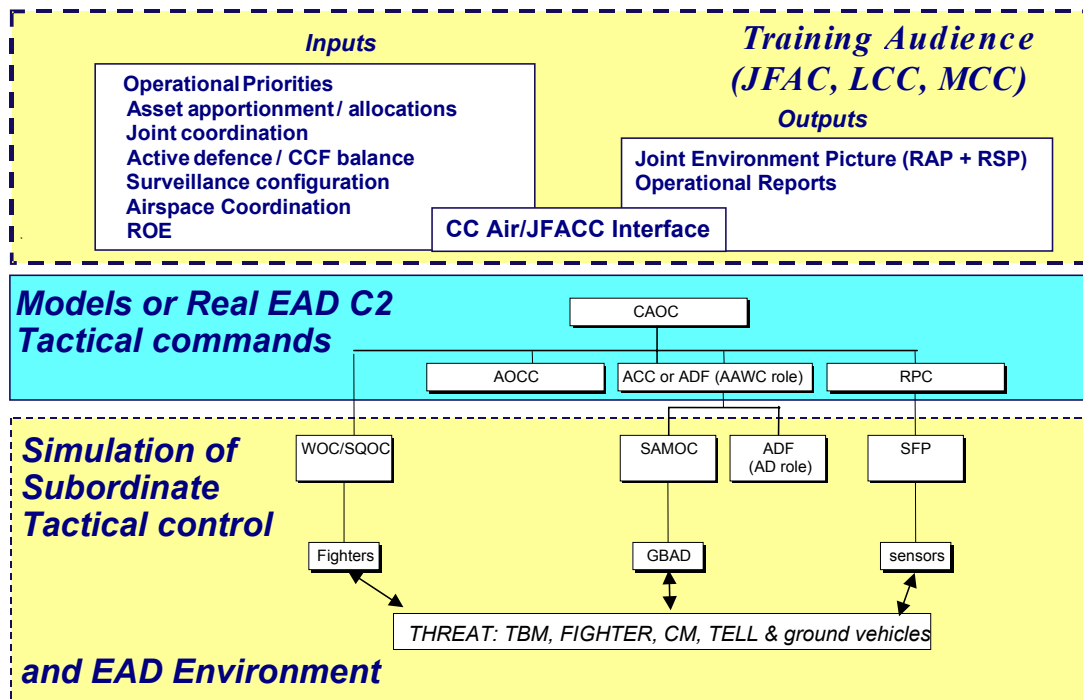 Inputs
Training Audience
(JFAC, LCC, MCC)
Operational Priorities
Asset apportionment / allocations
Joint coordination
Active defence / CCF balance
Surveillance configuration
Airspace Coordination
ROE
Outputs
Joint Environment Picture (RAP + RSP)
Operational Reports
CC Air/JFACC Interface
Models or Real EAD C2
Tactical commands
CAOC
AOCC
ACC or ADF (AAWC role)
RPC
Simulation of
Subordinate
Tactical control
WOC/SQOC
SAMOC
ADF
(AD role)
SFP
Fighters
GBAD
sensors
THREAT: TBM, FIGHTER, CM, TELL & ground vehicles
and EAD Environment